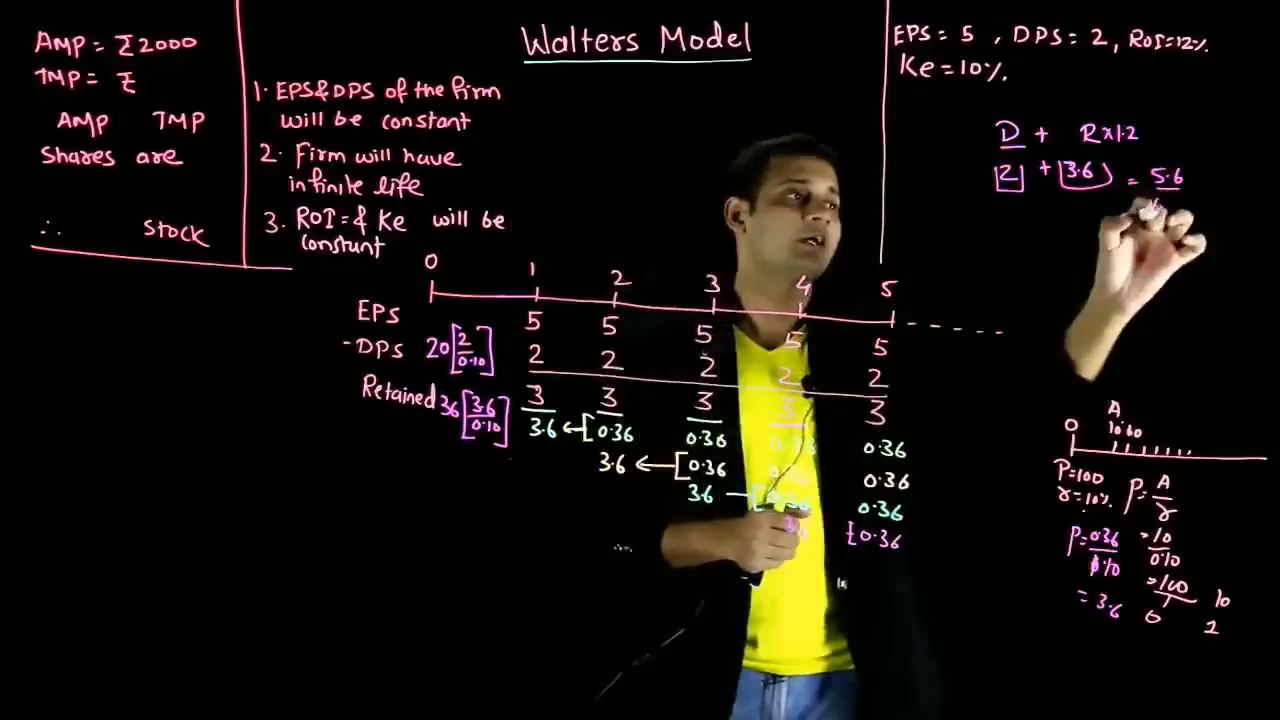 AMP = ₹2000
TMP = ₹
AMP TMP
Shares are
∴ Stock
Walters Model
1. EPS&DPS of the firm
will be constant
2. Firm will have
infinite life
3. ROI=& Ke will be
constant
EPS = 5 , DPS = 2, ROI=12%
Ke = 10%.
D + R×1.2
2 + 3.6 = 5.6
0 1 2 3 4 5
EPS 5 5 5 5 5
-DPS 20[2/0.10] 2 2 2 2 2
Retained 36[3.6/0.10] 3 3 3 3 3
3.6 ←[0.36 0.36 0.36
3.6 ←[0.36 0.36
3.6 0.36
[0.36
A
0 10 10
P=100 P=A/r
r=10%
P=0.36/0.10 =10/0.10
=3.6 =100
10